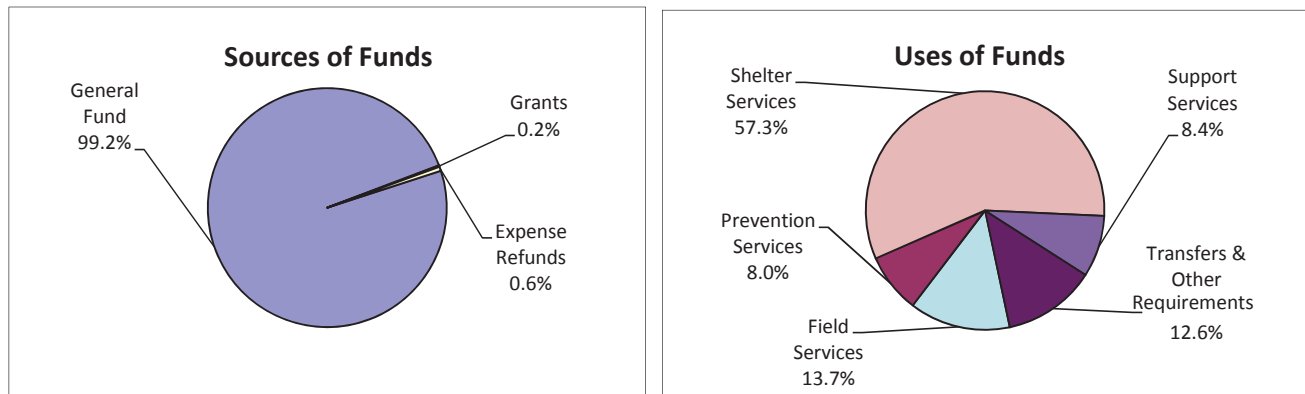 Sources of Funds
General
Fund
99.2%
Grants
0.2%
Expense
Refunds
0.6%
Uses of Funds
Shelter
Services
57.3%
Support
Services
8.4%
Prevention
Services
8.0%
Transfers &
Other
Requirements
12.6%
Field
Services
13.7%